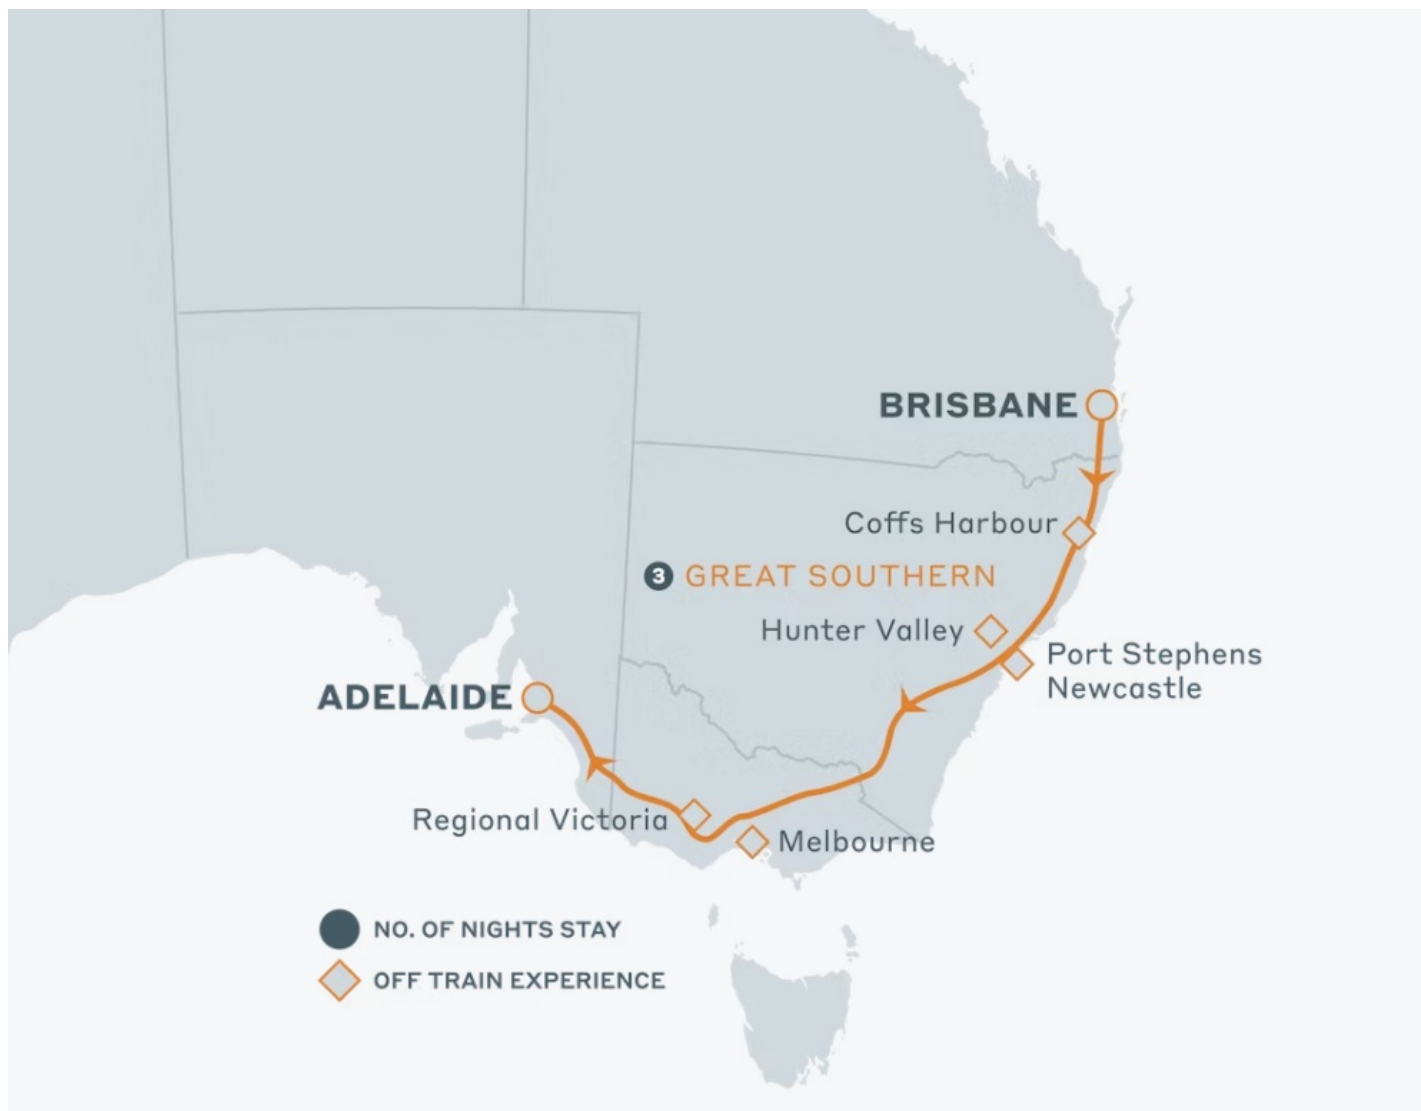 BRISBANE
Coffs Harbour
3 GREAT SOUTHERN
Hunter Valley
Port Stephens
Newcastle
ADELAIDE
Regional Victoria
Melbourne
NO. OF NIGHTS STAY
OFF TRAIN EXPERIENCE